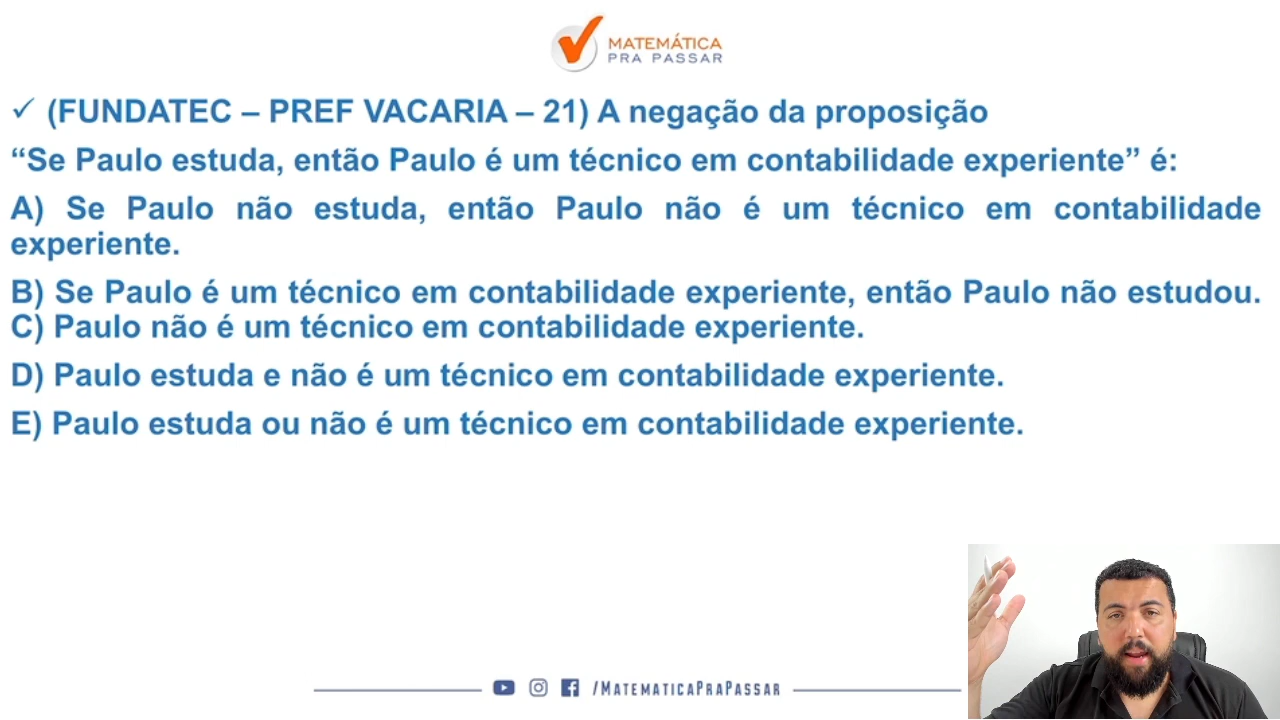 MATEMÁTICA
PRA PASSAR
✓ (FUNDATEC – PREF VACARIA – 21) A negação da proposição
“Se Paulo estuda, então Paulo é um técnico em contabilidade experiente” é:
A) Se Paulo não estuda, então Paulo não é um técnico em contabilidade
experiente.
B) Se Paulo é um técnico em contabilidade experiente, então Paulo não estudou.
C) Paulo não é um técnico em contabilidade experiente.
D) Paulo estuda e não é um técnico em contabilidade experiente.
E) Paulo estuda ou não é um técnico em contabilidade experiente.
/MATEMATICAPRAPASSAR